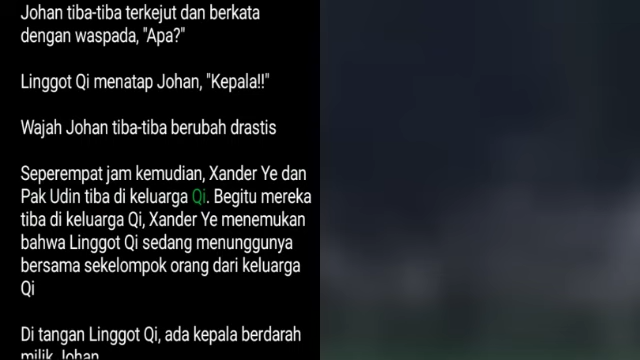 Johan tiba-tiba terkejut dan berkata
dengan waspada, "Apa?"
Linggot Qi menatap Johan, "Kepala!!"
Wajah Johan tiba-tiba berubah drastis
Seperempat jam kemudian, Xander Ye dan
Pak Udin tiba di keluarga Qi. Begitu mereka
tiba di keluarga Qi, Xander Ye menemukan
bahwa Linggot Qi sedang menunggunya
bersama sekelompok orang dari keluarga
Qi
Di tangan Linggot Qi, ada kepala berdarah
milik Johan